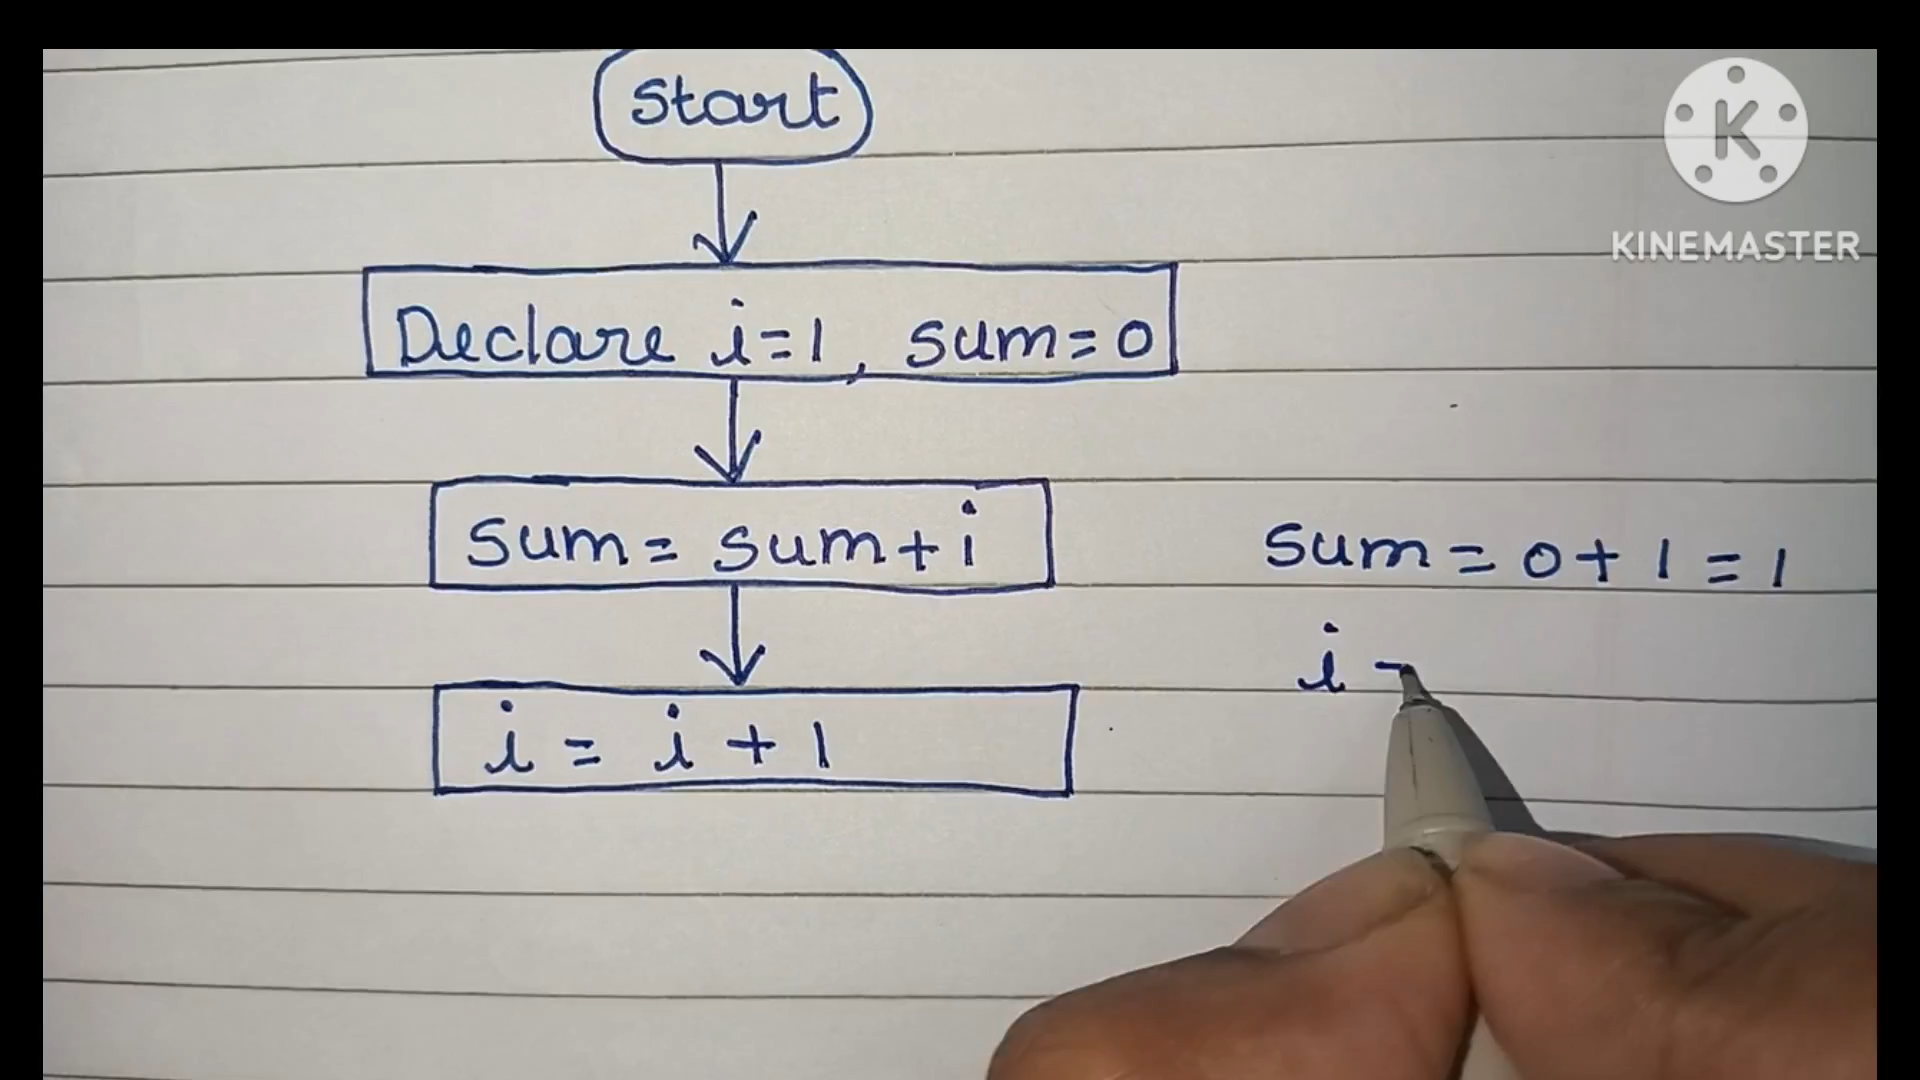 Start
Declare i=1, sum=0
sum = sum + i
sum = 0 + 1 = 1
i -
i = i + 1
K
KINEMASTER